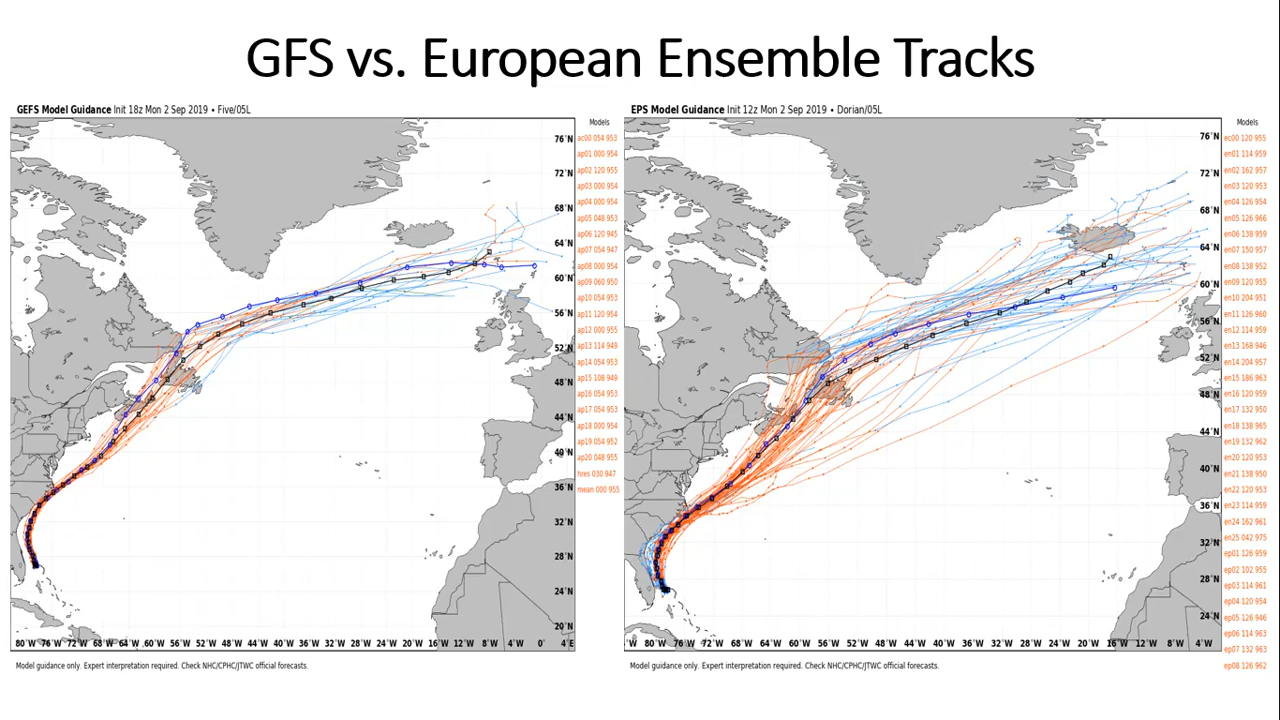 GFS vs. European Ensemble Tracks
GEFS Model Guidance Init 18z Mon 2 Sep 2019 • Five/05L
Models
76°N
72°N
68°N
64°N
60°N
56°N
52°N
48°N
44°N
40°N
36°N
32°N
28°N
24°N
20°N
80°W 76°W 72°W 68°W 64°W 60°W 56°W 52°W 48°W 44°W 40°W 36°W 32°W 28°W 24°W 20°W 16°W 12°W 8°W 4°W 0° 4°E
ac00 054 953
ap01 000 954
ap02 120 955
ap03 000 954
ap04 000 954
ap05 048 953
ap06 120 945
ap07 054 947
ap08 000 954
ap09 060 950
ap10 054 953
ap11 120 954
ap12 000 955
ap13 114 949
ap14 054 953
ap15 108 949
ap16 054 953
ap17 054 953
ap18 000 954
ap19 054 952
ap20 048 955
hres 030 947
mean 000 955
Model guidance only. Expert interpretation required. Check NHC/CPHC/JTWC official forecasts.
EPS Model Guidance Init 12z Mon 2 Sep 2019 • Dorian/05L
Models
76°N
72°N
68°N
64°N
60°N
56°N
52°N
48°N
44°N
40°N
36°N
32°N
28°N
24°N
°W 80°W 76°W 72°W 68°W 64°W 60°W 56°W 52°W 48°W 44°W 40°W 36°W 32°W 28°W 24°W 20°W 16°W 12°W 8°W 4°W
ec00 120 955
en01 114 959
en02 162 957
en03 120 953
en04 126 954
en05 126 966
en06 138 959
en07 150 957
en08 138 952
en09 120 955
en10 204 951
en11 126 960
en12 114 959
en13 168 946
en14 204 957
en15 186 963
en16 120 959
en17 132 950
en18 138 965
en19 132 962
en20 120 953
en21 138 950
en22 120 953
en23 114 959
en24 162 961
en25 042 975
ep01 126 959
ep02 102 955
ep03 114 961
ep04 120 954
ep05 126 946
ep06 114 963
ep07 132 963
ep08 126 962
Model guidance only. Expert interpretation required. Check NHC/CPHC/JTWC official forecasts.